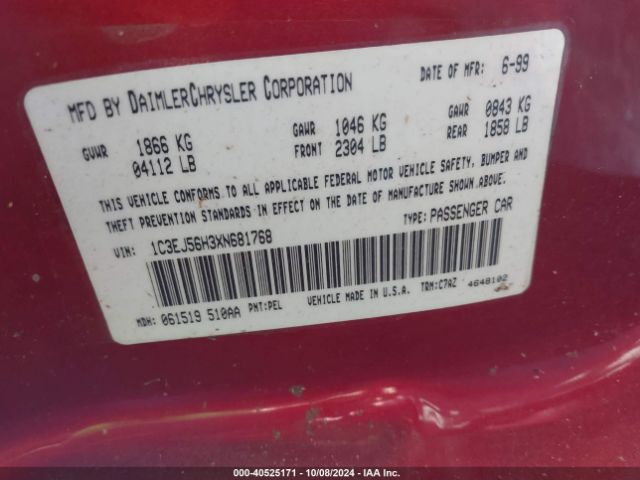 MFD BY DAIMLERCHRYSLER CORPORATION DATE OF MFR: 6-99
GVWR 1866 KG 04112 LB GAWR FRONT 1046 KG 2304 LB GAWR REAR 0843 KG 1858 LB
THIS VEHICLE CONFORMS TO ALL APPLICABLE FEDERAL MOTOR VEHICLE SAFETY, BUMPER AND
THEFT PREVENTION STANDARDS IN EFFECT ON THE DATE OF MANUFACTURE SHOWN ABOVE.
VIN: 1C3EJ56H3XN681768 TYPE: PASSENGER CAR
MDH: 061519 510AA PNT:PEL VEHICLE MADE IN U.S.A. TRM:C7AZ 4648102
000-40525171 | 10/08/2024 | IAA Inc.